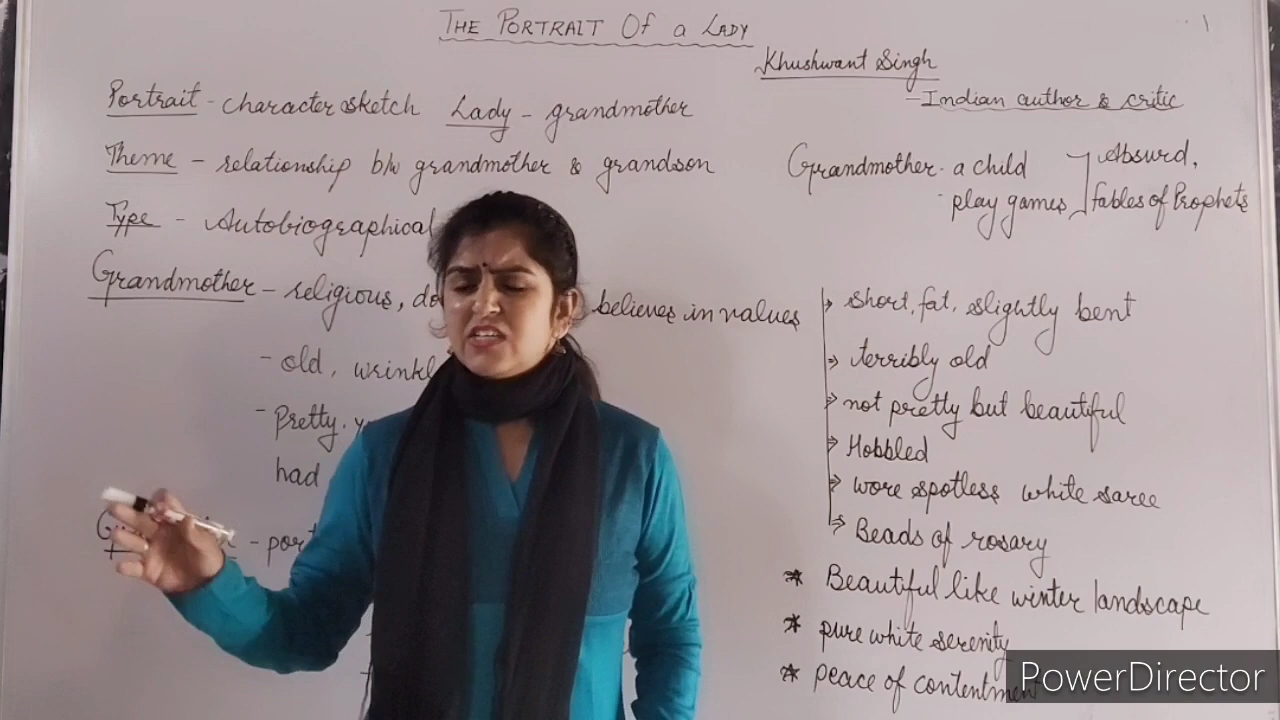 THE PORTRAIT Of a LADY
Khushwant Singh
- Indian author & critic
Portrait - character sketch Lady - grandmother
Theme - relationship b/w grandmother & grandson
Type - Autobiographical
Grandmother - religious, believes in values
- old,
- Pretty,
had
Grandmother - a child
- play games
Absurd,
fables of Prophets
short, fat, slightly bent
terribly old
not pretty but beautiful
Hobbled
wore spotless white saree
Beads of rosary
* Beautiful like winter landscape
* pure white serenity
* peace of contentment
PowerDirector